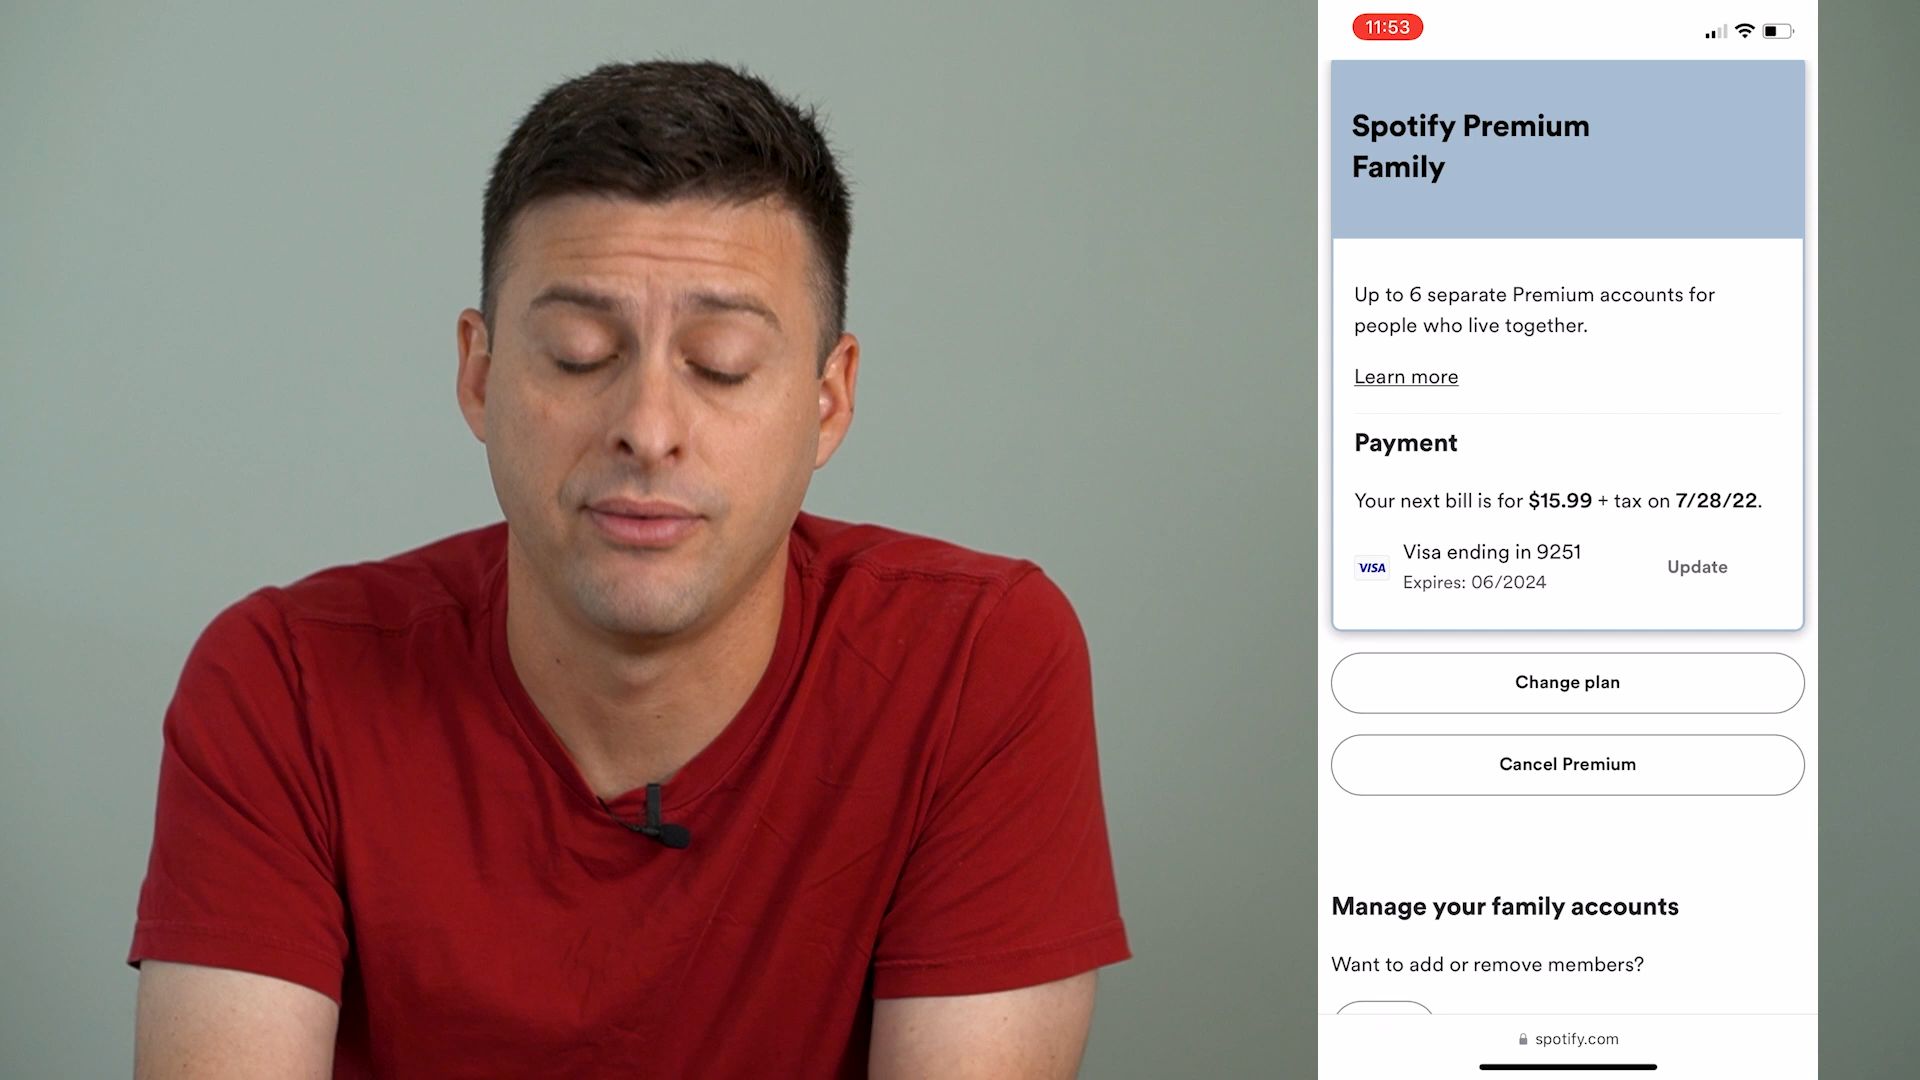 11:53
Spotify Premium
Family
Up to 6 separate Premium accounts for
people who live together.
Learn more
Payment
Your next bill is for $15.99 + tax on 7/28/22.
VISA
Visa ending in 9251
Expires: 06/2024
Update
Change plan
Cancel Premium
Manage your family accounts
Want to add or remove members?
spotify.com